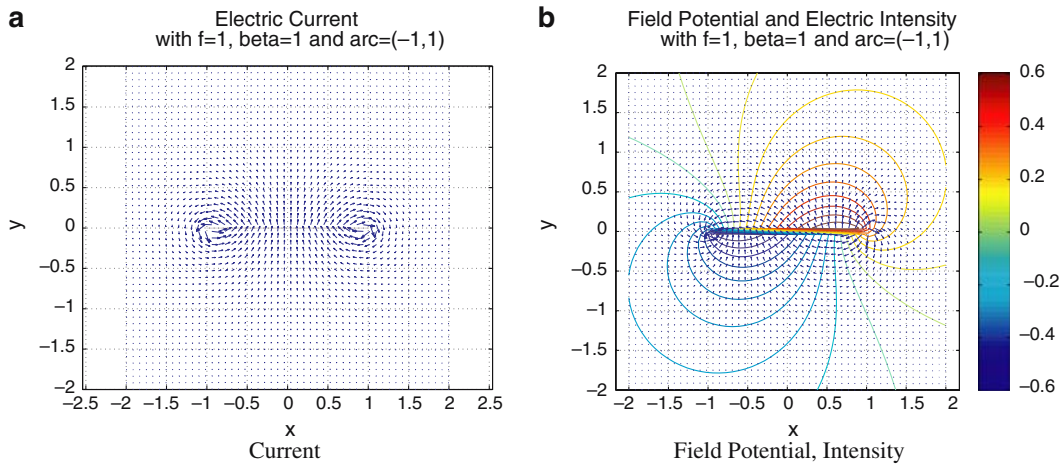 a
Electric Current
with f=1, beta=1 and arc=(−1,1)
2
1.5
1
0.5
0
−0.5
−1
−1.5
−2
y
−2.5 −2 −1.5 −1 −0.5 0 0.5 1 1.5 2 2.5
x
Current
b
Field Potential and Electric Intensity
with f=1, beta=1 and arc=(−1,1)
2
1.5
1
0.5
0
−0.5
−1
−1.5
−2
y
−2 −1.5 −1 −0.5 0 0.5 1 1.5 2
x
0.6
0.4
0.2
0
−0.2
−0.4
−0.6
Field Potential, Intensity